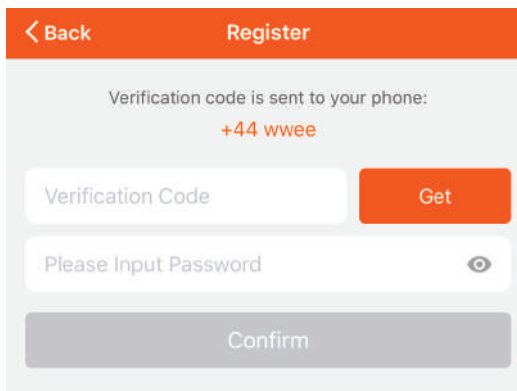 Back
Register
Verification code is sent to your phone:
+44 wwee
Verification Code
Get
Please Input Password
Confirm